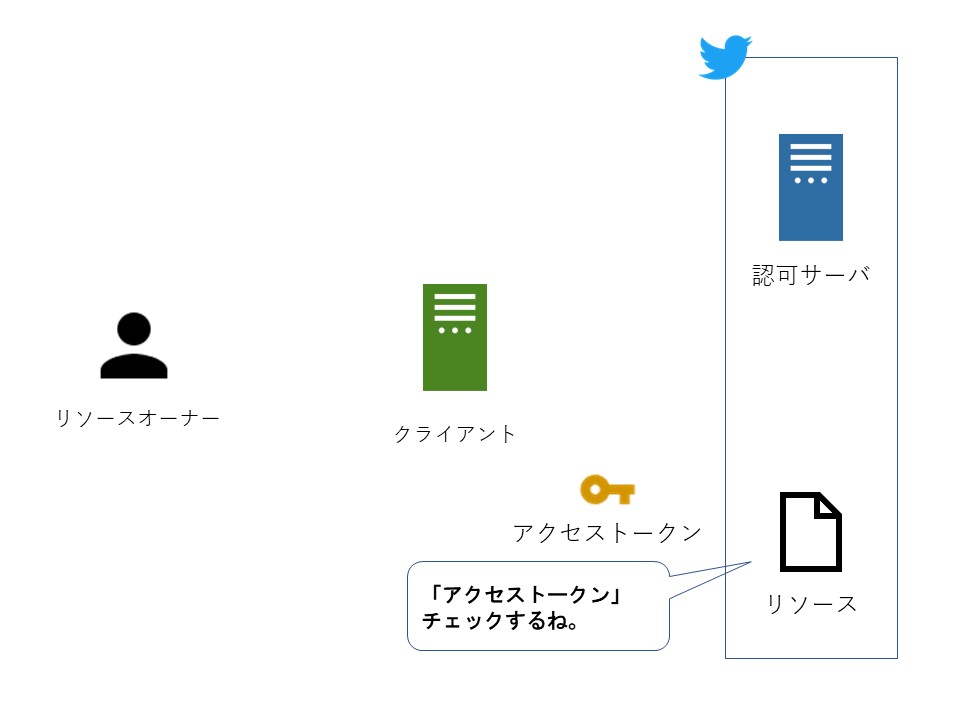 認可サーバ
リソースオーナー
クライアント
アクセストークン
「アクセストークン」
チェックするね。
リソース